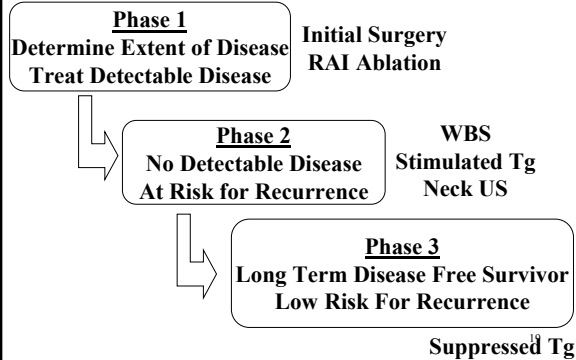 Phase 1
Determine Extent of Disease
Treat Detectable Disease
Initial Surgery
RAI Ablation
Phase 2
No Detectable Disease
At Risk for Recurrence
WBS
Stimulated Tg
Neck US
Phase 3
Long Term Disease Free Survivor
Low Risk For Recurrence
Suppressed Tg
19